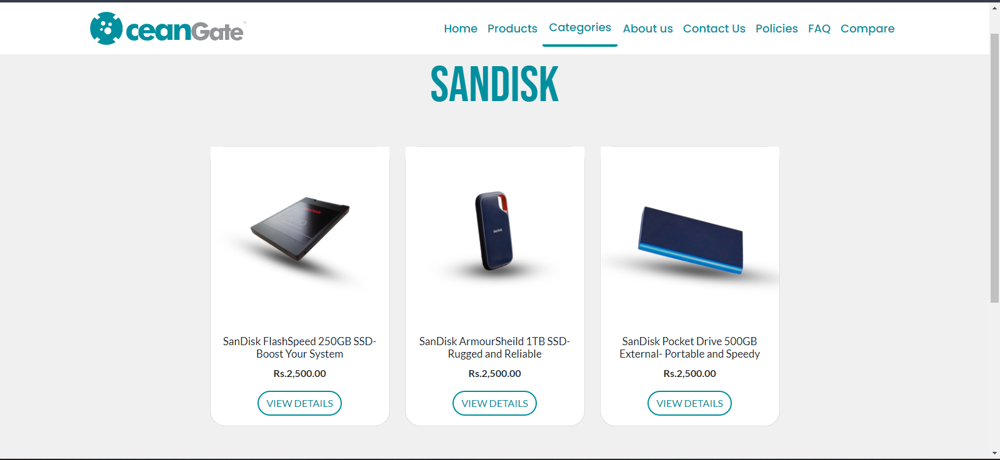 ceanGate™
Home Products Categories About us Contact Us Policies FAQ Compare
SANDISK
SanDisk
SanDisk FlashSpeed 250GB SSD-
Boost Your System
Rs.2,500.00
VIEW DETAILS
SanDisk ArmourSheild 1TB SSD-
Rugged and Reliable
Rs.2,500.00
VIEW DETAILS
SanDisk Pocket Drive 500GB
External- Portable and Speedy
Rs.2,500.00
VIEW DETAILS